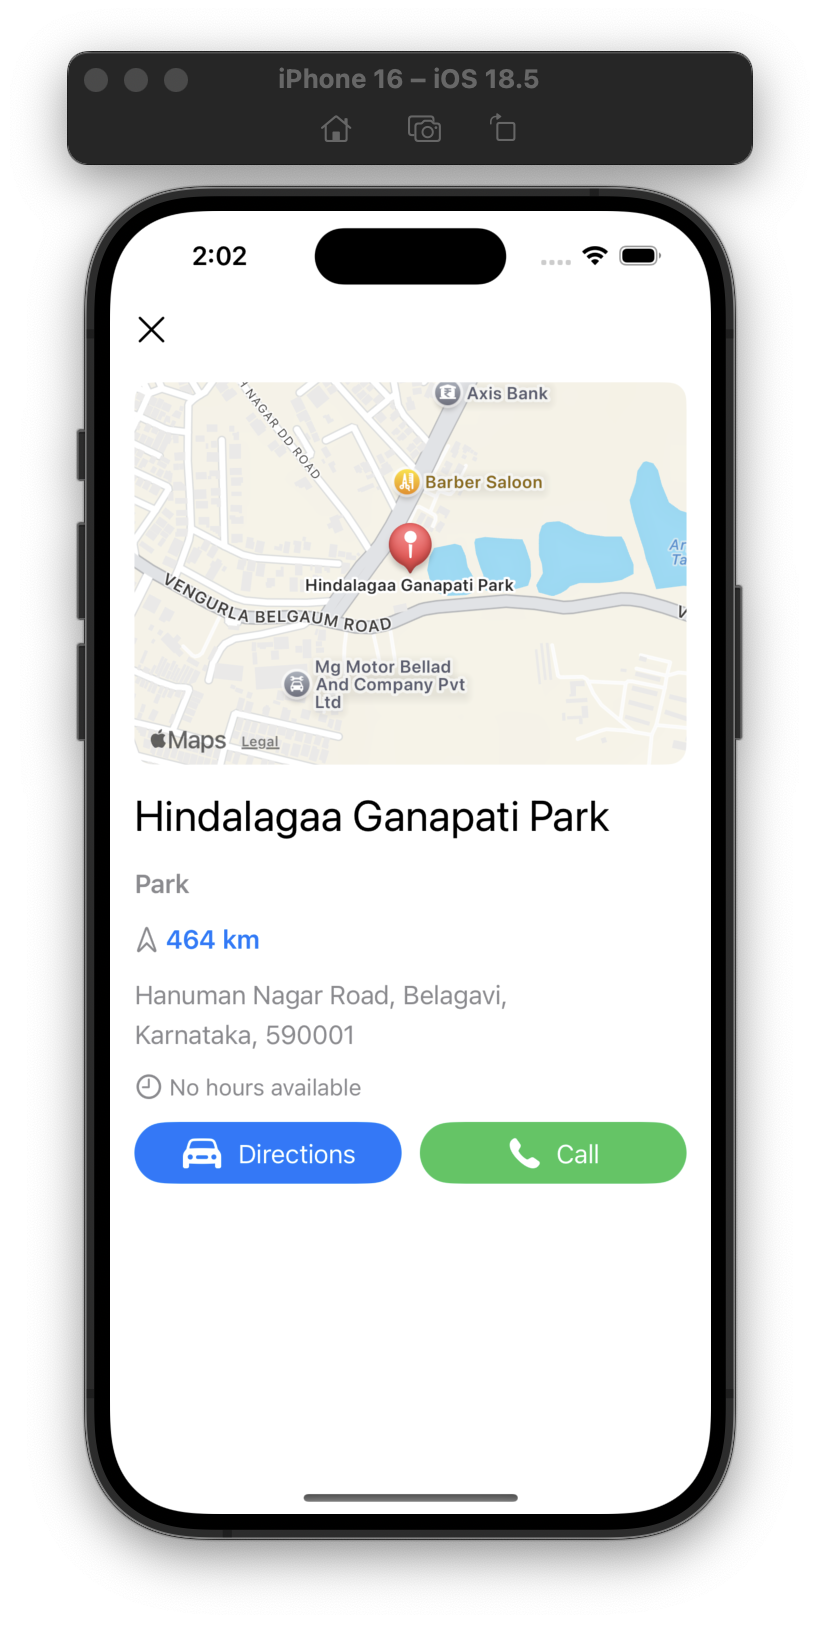 iPhone 16 – iOS 18.5
2:02
Axis Bank
NAGAR DD ROAD
Barber Saloon
Hindalagaa Ganapati Park
VENGURLA BELGAUM ROAD
Mg Motor Bellad
And Company Pvt
Ltd
Maps Legal
Hindalagaa Ganapati Park
Park
464 km
Hanuman Nagar Road, Belagavi,
Karnataka, 590001
No hours available
Directions
Call